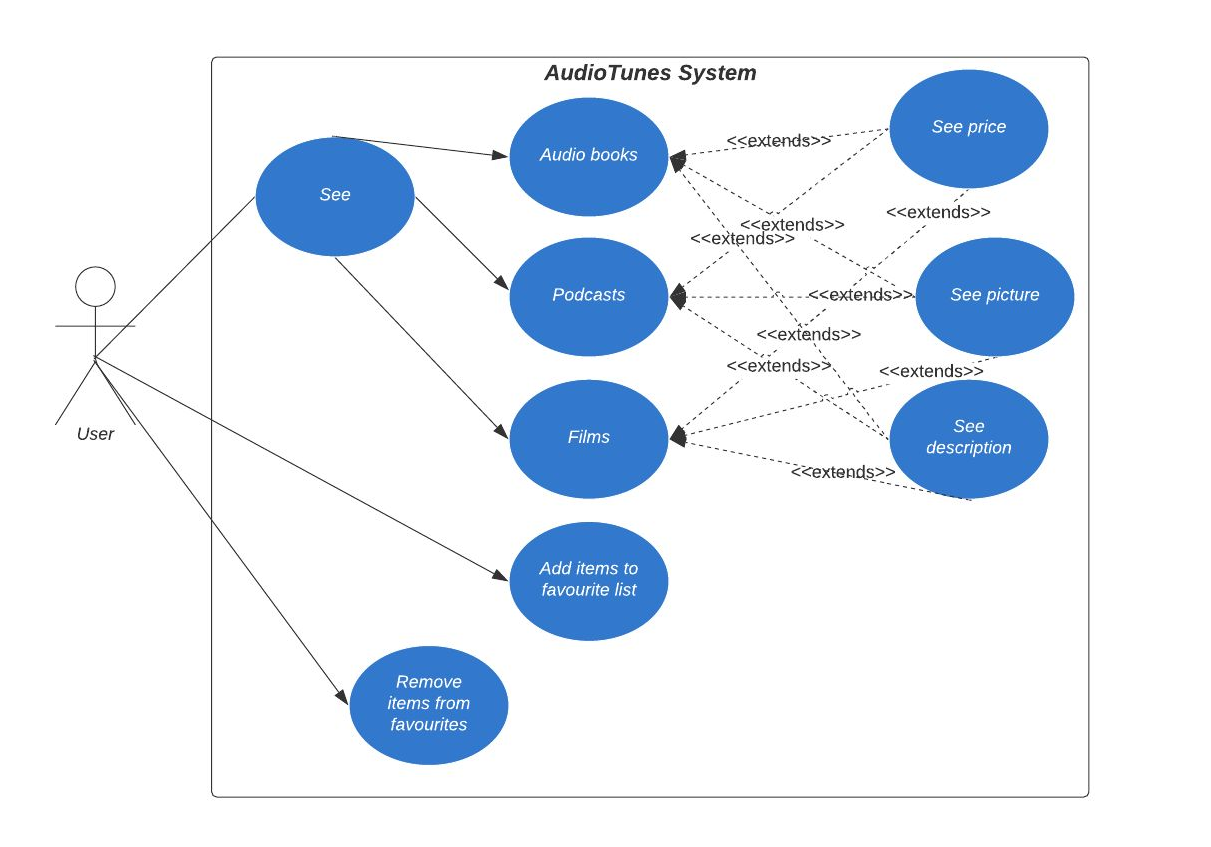 AudioTunes System
See price
<<extends>>
Audio books
See
<<extends>>
<<extends>>
<<extends>>
Podcasts
<<extends>>
See picture
<<extends>>
<<extends>>
<<extends>>
User
Films
See
description
<<extends>>
Add items to
favourite list
Remove
items from
favourites